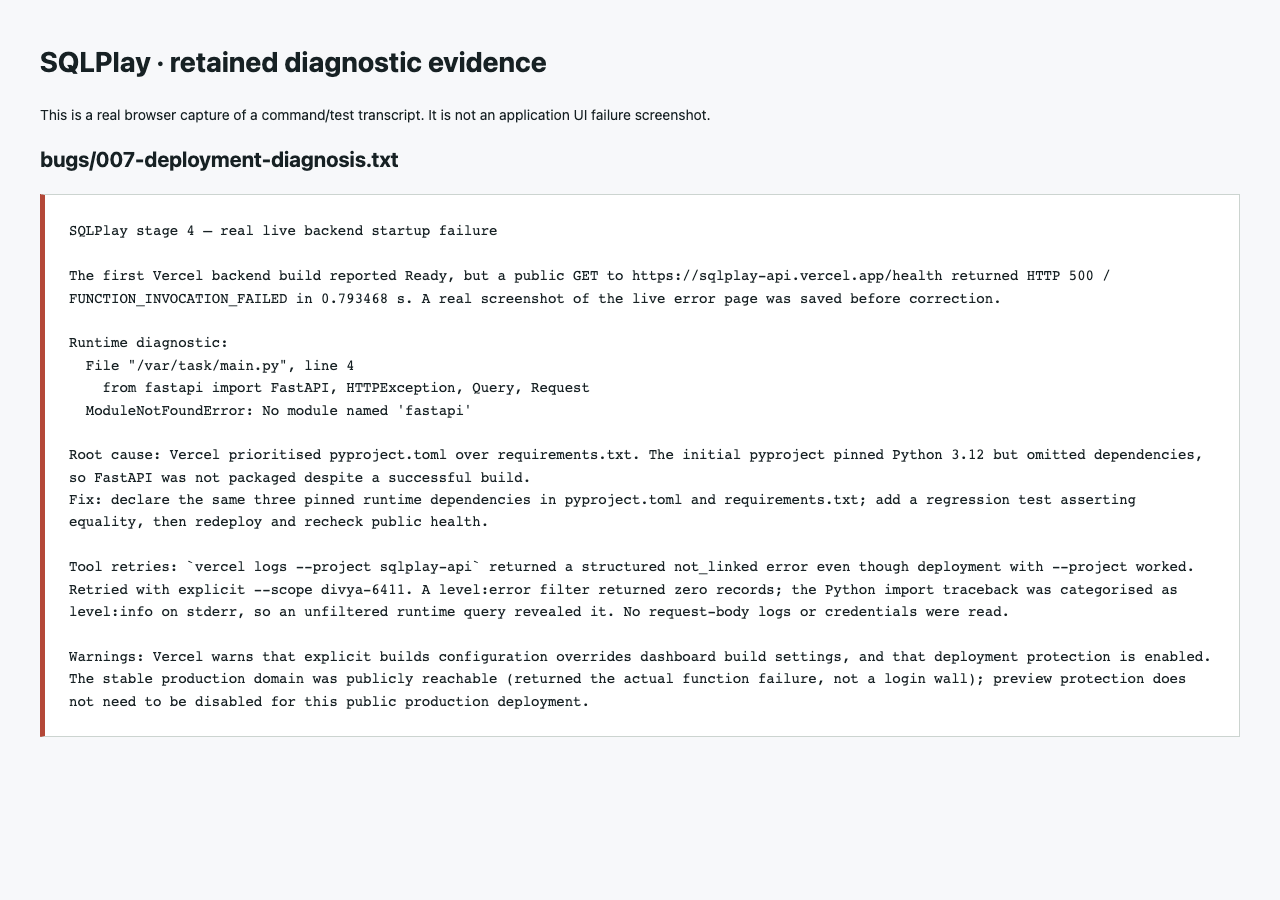 SQLPlay · retained diagnostic evidence
This is a real browser capture of a command/test transcript. It is not an application UI failure screenshot.
bugs/007-deployment-diagnosis.txt
SQLPlay stage 4 — real live backend startup failure
The first Vercel backend build reported Ready, but a public GET to https://sqlplay-api.vercel.app/health returned HTTP 500 /
FUNCTION_INVOCATION_FAILED in 0.793468 s. A real screenshot of the live error page was saved before correction.
Runtime diagnostic:
  File "/var/task/main.py", line 4
    from fastapi import FastAPI, HTTPException, Query, Request
  ModuleNotFoundError: No module named 'fastapi'
Root cause: Vercel prioritised pyproject.toml over requirements.txt. The initial pyproject pinned Python 3.12 but omitted dependencies,
so FastAPI was not packaged despite a successful build.
Fix: declare the same three pinned runtime dependencies in pyproject.toml and requirements.txt; add a regression test asserting
equality, then redeploy and recheck public health.
Tool retries: `vercel logs --project sqlplay-api` returned a structured not_linked error even though deployment with --project worked.
Retried with explicit --scope divya-6411. A level:error filter returned zero records; the Python import traceback was categorised as
level:info on stderr, so an unfiltered runtime query revealed it. No request-body logs or credentials were read.
Warnings: Vercel warns that explicit builds configuration overrides dashboard build settings, and that deployment protection is enabled.
The stable production domain was publicly reachable (returned the actual function failure, not a login wall); preview protection does
not need to be disabled for this public production deployment.